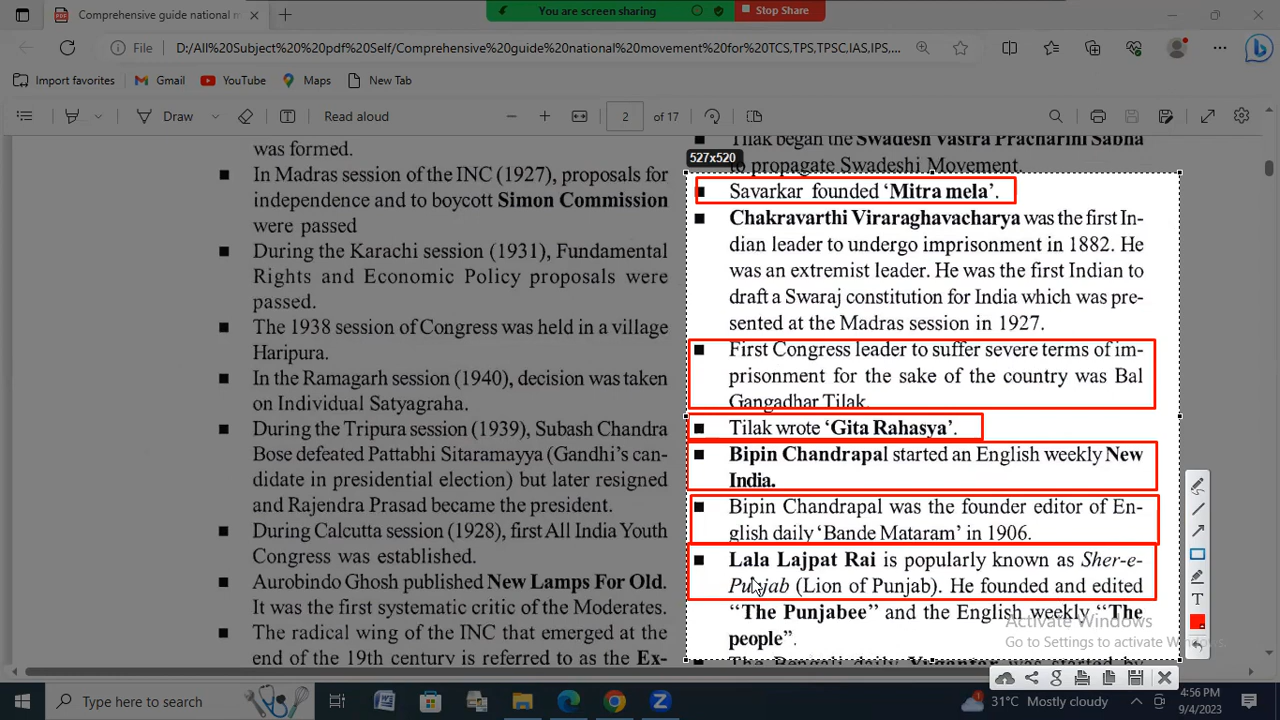 Comprehensive guide national m
You are screen sharing
Stop Share
File
D:/All%20Subject%20%20pdf%20Self/Comprehensive%20guide%20national%20movement%20for%20TCS,TPS,TPSC,IAS,IPS,...
Import favorites
Gmail
YouTube
Maps
New Tab
Draw
Read aloud
2
of 17
was formed.
In Madras session of the INC (1927), proposals for
independence and to boycott Simon Commission
were passed
During the Karachi session (1931), Fundamental
Rights and Economic Policy proposals were
passed.
The 1938 session of Congress was held in a village
Haripura.
In the Ramagarh session (1940), decision was taken
on Individual Satyagraha.
During the Tripura session (1939), Subash Chandra
Bose defeated Pattabhi Sitaramayya (Gandhi's can-
didate in presidential election) but later resigned
and Rajendra Prasad became the president.
During Calcutta session (1928), first All India Youth
Congress was established.
Aurobindo Ghosh published New Lamps For Old.
It was the first systematic critic of the Moderates.
The radical wing of the INC that emerged at the
end of the 19th century is referred to as the Ex-
Tilak began the Swadesh Vastra Pracharini Sabha
527x520
to propagate Swadeshi Movement.
Savarkar founded ‘Mitra mela’.
Chakravarthi Viraraghavacharya was the first In-
dian leader to undergo imprisonment in 1882. He
was an extremist leader. He was the first Indian to
draft a Swaraj constitution for India which was pre-
sented at the Madras session in 1927.
First Congress leader to suffer severe terms of im-
prisonment for the sake of the country was Bal
Gangadhar Tilak.
Tilak wrote ‘Gita Rahasya’.
Bipin Chandrapal started an English weekly New
India.
Bipin Chandrapal was the founder editor of En-
glish daily ‘Bande Mataram’ in 1906.
Lala Lajpat Rai is popularly known as Sher-e-
Punjab (Lion of Punjab). He founded and edited
“The Punjabee” and the English weekly “The
people”.
The Bengali daily Yugantar was started by
Activate Windows
Go to Settings to activate Windows.
Type here to search
31°C Mostly cloudy
4:56 PM
9/4/2023